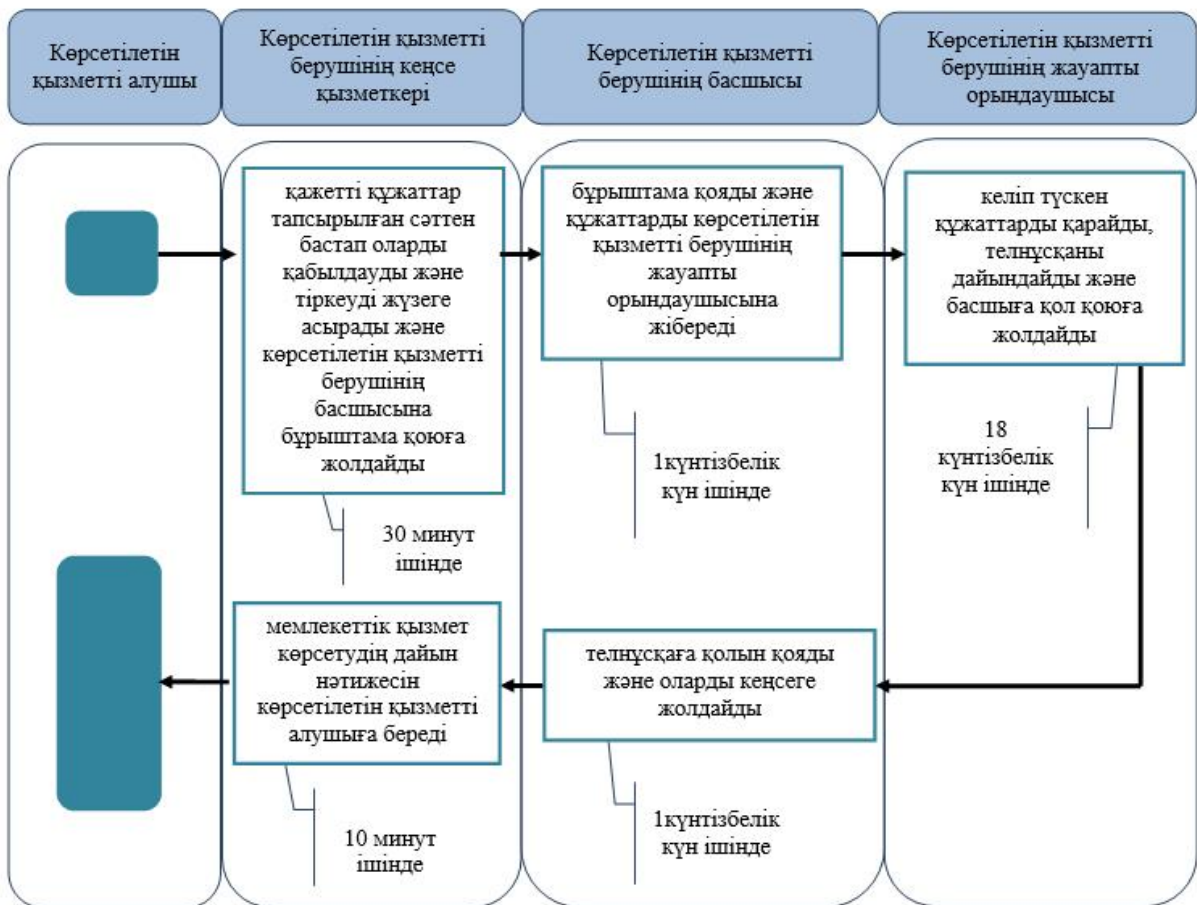 Көрсетілетін
қызметті алушы
Көрсетілетін қызметті
берушінің кеңсе
қызметкері
Көрсетілетін қызметті
берушінің басшысы
Көрсетілетін қызметті
берушінің жауапты
орындаушысы
қажетті құжаттар
тапсырылған сәттен
бастап оларды
қабылдауды және
тіркеуді жүзеге
асырады және
көрсетілетін қызметті
берушінің
басшысына
бұрыштама қоюға
жолдайды
30 минут
ішінде
бұрыштама қояды және
құжаттарды көрсетілетін
қызметті берушінің
жауапты
орындаушысына
жібереді
1күнтізбелік
күн ішінде
келіп түскен
құжаттарды қарайды,
телнұсқаны
дайындайды және
басшыға қол қоюға
жолдайды
18
күнтізбелік
күн ішінде
мемлекеттік қызмет
көрсетудің дайын
нәтижесін
көрсетілетін қызметті
алушыға береді
10 минут
ішінде
телнұсқаға қолын қояды
және оларды кеңсеге
жолдайды
1күнтізбелік
күн ішінде